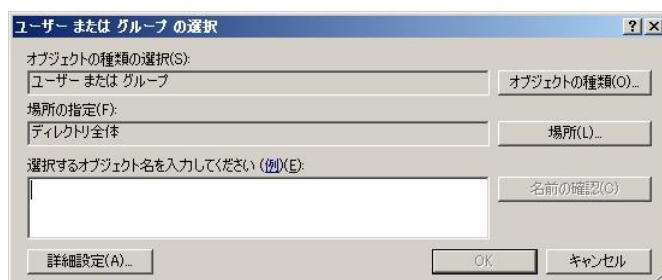 ユーザー または グループ の選択
オブジェクトの種類の選択(S):
ユーザー または グループ
オブジェクトの種類(O)...
場所の指定(F):
ディレクトリ全体
場所(L)...
選択するオブジェクト名を入力してください (例)(E):
名前の確認(C)
詳細設定(A)...
OK
キャンセル